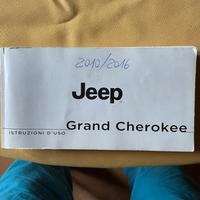 2010/2016
Jeep
Grand Cherokee
ISTRUZIONI D'USO